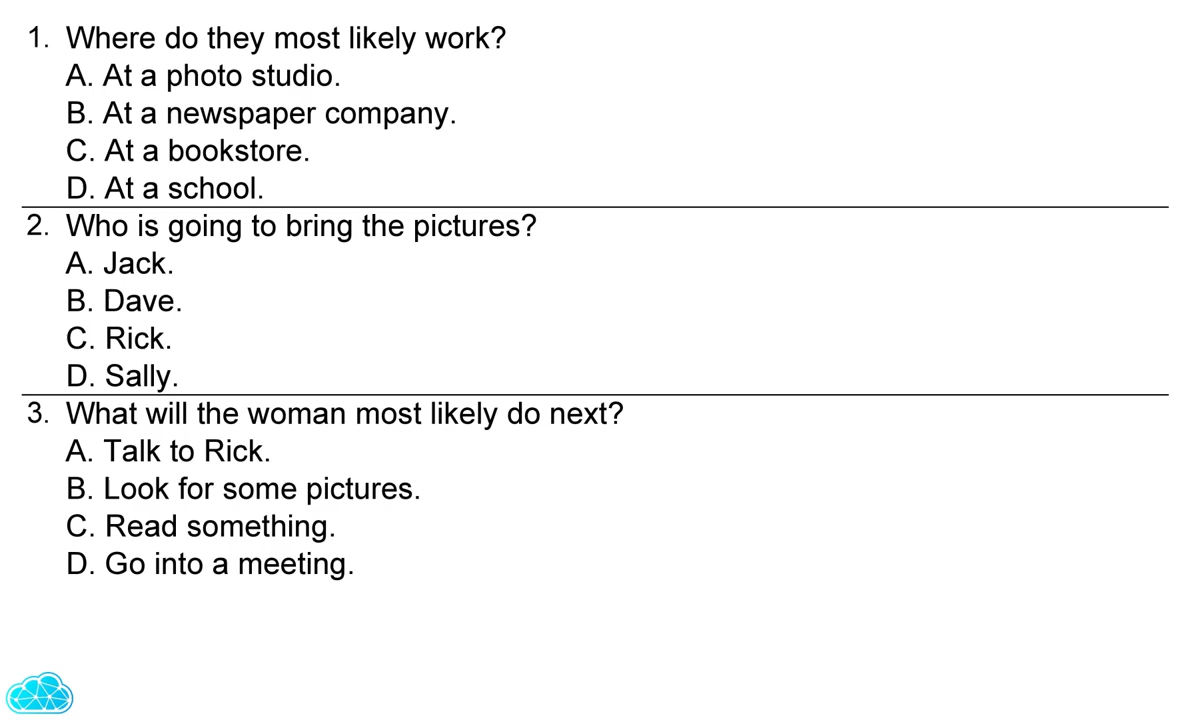 1. Where do they most likely work?
A. At a photo studio.
B. At a newspaper company.
C. At a bookstore.
D. At a school.
2. Who is going to bring the pictures?
A. Jack.
B. Dave.
C. Rick.
D. Sally.
3. What will the woman most likely do next?
A. Talk to Rick.
B. Look for some pictures.
C. Read something.
D. Go into a meeting.